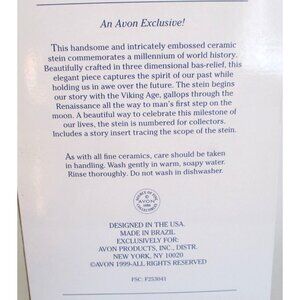 An Avon Exclusive!
This handsome and intricately embossed ceramic
stein commemorates a millennium of world history.
Beautifully crafted in three dimensional bas-relief, this
elegant piece captures the spirit of our past while
holding us in awe over the future. The stein begins
our story with the Viking Age, gallops through the
Renaissance all the way to man's first step on the
moon. A beautiful way to celebrate this milestone of
our lives, the stein is numbered for collectors.
Includes a story insert tracing the scope of the stein.
As with all fine ceramics, care should be taken
in handling. Wash gently in warm, soapy water.
Rinse thoroughly. Do not wash in dishwasher.
AVON
DESIGNED IN THE USA.
MADE IN BRAZIL
EXCLUSIVELY FOR:
AVON PRODUCTS, INC., DISTR.
NEW YORK, NY 10020
©AVON 1999-ALL RIGHTS RESERVED
FSC: F253041